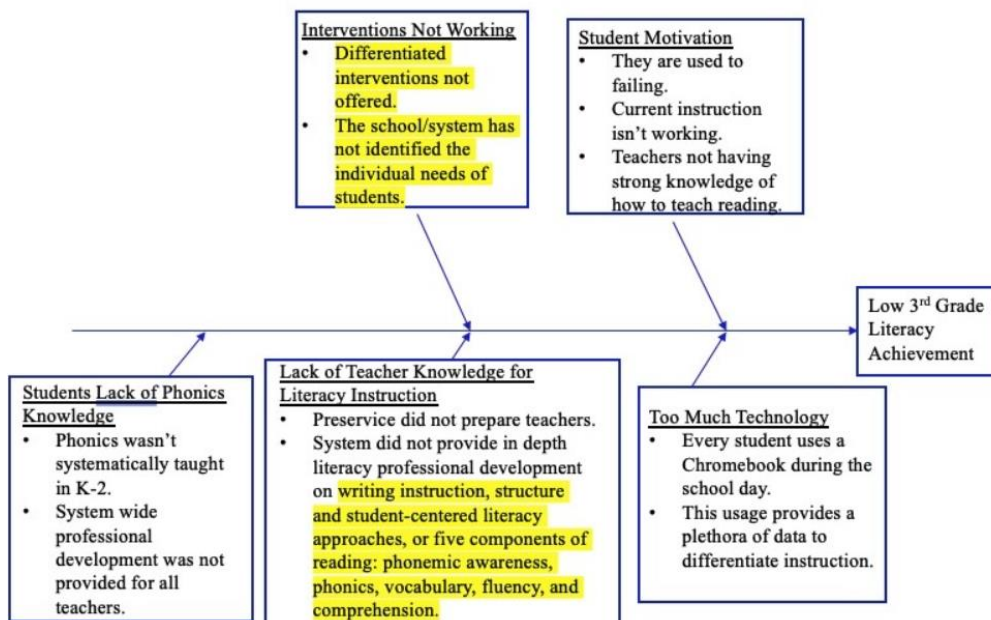 Interventions Not Working
• Differentiated
interventions not
offered.
• The school/system has
not identified the
individual needs of
students.
Student Motivation
• They are used to
failing.
• Current instruction
isn't working.
• Teachers not having
strong knowledge of
how to teach reading.
Low 3rd Grade
Literacy
Achievement
Students Lack of Phonics
Knowledge
• Phonics wasn't
systematically taught
in K-2.
• System wide
professional
development was not
provided for all
teachers.
Lack of Teacher Knowledge for
Literacy Instruction
• Preservice did not prepare teachers.
• System did not provide in depth
literacy professional development
on writing instruction, structure
and student-centered literacy
approaches, or five components of
reading: phonemic awareness,
phonics, vocabulary, fluency, and
comprehension.
Too Much Technology
• Every student uses a
Chromebook during the
school day.
• This usage provides a
plethora of data to
differentiate instruction.